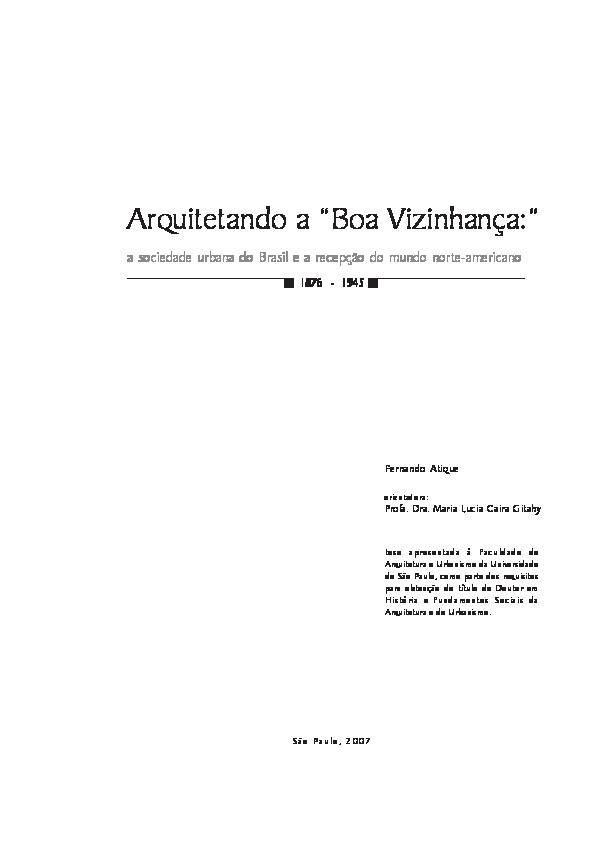 Arquitetando a "Boa Vizinhança:"
a sociedade urbana do Brasil e a recepção do mundo norte-americano
1876 - 1945
Fernando Atique
orientadora:
Profa. Dra. Maria Lucia Caira Gitahy
tese apresentada à Faculdade de
Arquitetura e Urbanismo da Universidade
de São Paulo, como parte dos requisitos
para obtenção do título de Doutor em
História e Fundamentos Sociais da
Arquitetura e do Urbanismo.
São Paulo, 2007